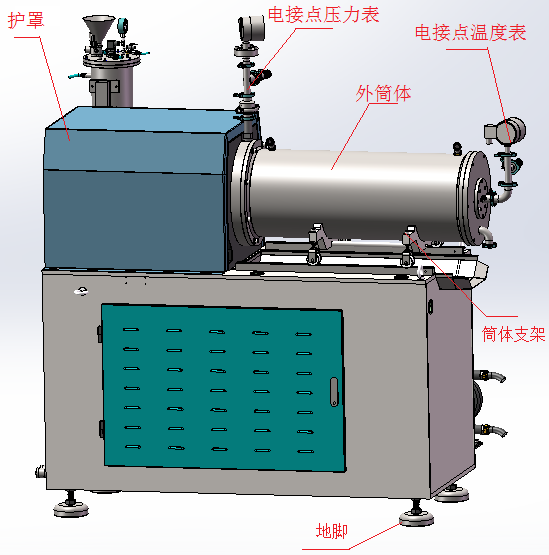 护罩
电接点压力表
电接点温度表
外筒体
筒体支架
地脚